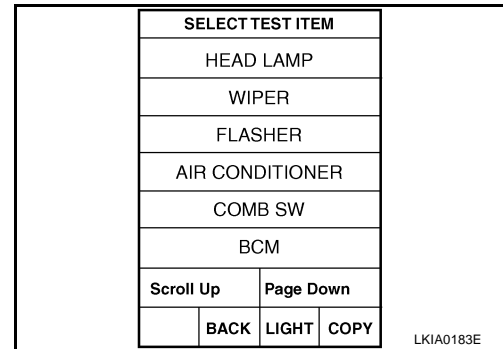 SELECT TEST ITEM
HEAD LAMP
WIPER
FLASHER
AIR CONDITIONER
COMB SW
BCM
Scroll Up Page Down
BACK LIGHT COPY
LKIA0183E